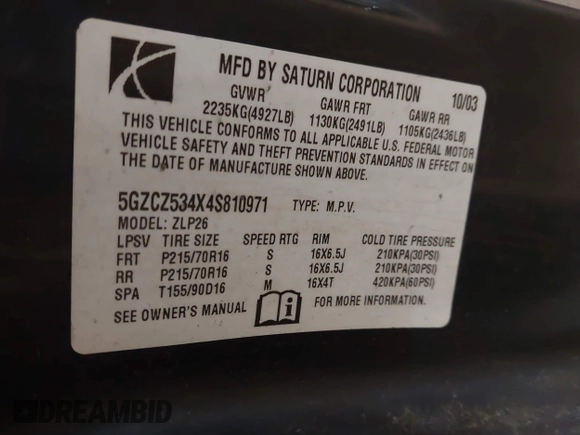 MFD BY SATURN CORPORATION 10/03
GVWR GAWR FRT GAWR RR
2235KG(4927LB) 1130KG(2491LB) 1105KG(2436LB)
THIS VEHICLE CONFORMS TO ALL APPLICABLE U.S. FEDERAL MOTOR
VEHICLE SAFETY AND THEFT PREVENTION STANDARDS IN EFFECT ON
THE DATE OF MANUFACTURE SHOWN ABOVE.
5GZCZ534X4S810971 TYPE: M.P.V.
MODEL: ZLP26
LPSV TIRE SIZE SPEED RTG RIM COLD TIRE PRESSURE
FRT P215/70R16 S 16X6.5J 210KPA(30PSI)
RR P215/70R16 S 16X6.5J 210KPA(30PSI)
SPA T155/90D16 M 16X4T 420KPA(60PSI)
SEE OWNER'S MANUAL
DREAMBID